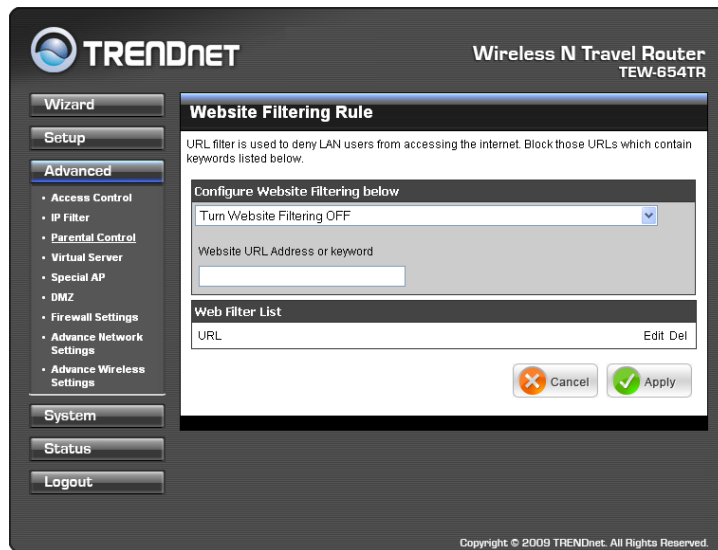 TRENDNET
Wireless N Travel Router
TEW-654TR
Wizard
Setup
Advanced
• Access Control
• IP Filter
• Parental Control
• Virtual Server
• Special AP
• DMZ
• Firewall Settings
• Advance Network
Settings
• Advance Wireless
Settings
System
Status
Logout
Website Filtering Rule
URL filter is used to deny LAN users from accessing the internet. Block those URLs which contain
keywords listed below.
Configure Website Filtering below
Turn Website Filtering OFF
Website URL Address or keyword
Web Filter List
URL Edit Del
Cancel Apply
Copyright © 2009 TRENDnet. All Rights Reserved.